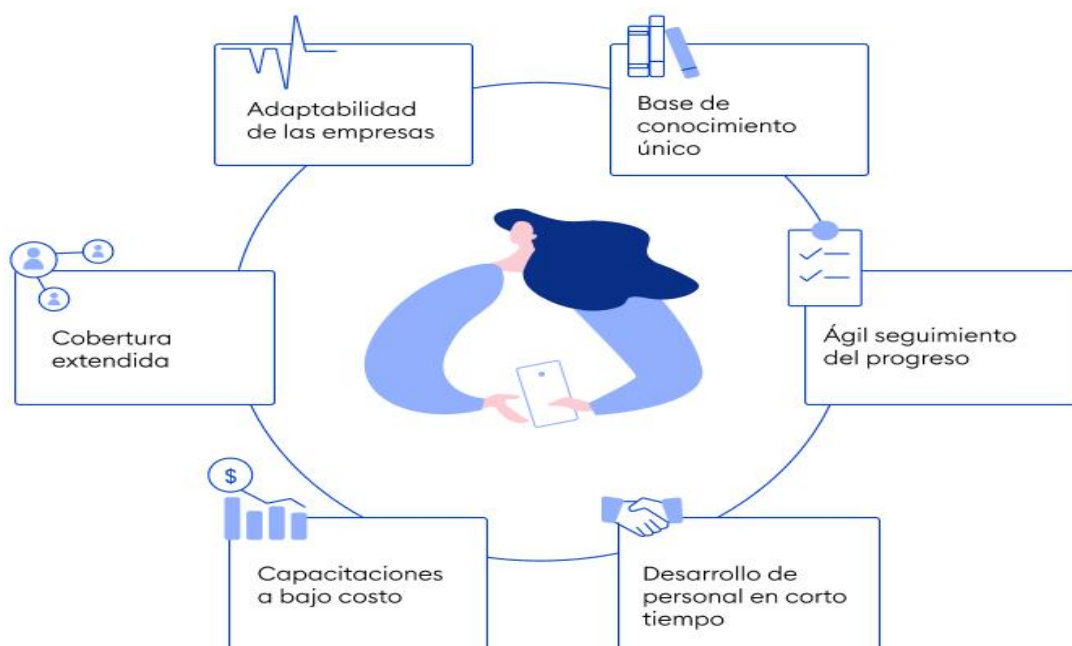 Adaptabilidad
de las empresas
Base de
conocimiento
único
Cobertura
extendida
Ágil seguimiento
del progreso
$
Capacitaciones
a bajo costo
Desarrollo de
personal en corto
tiempo